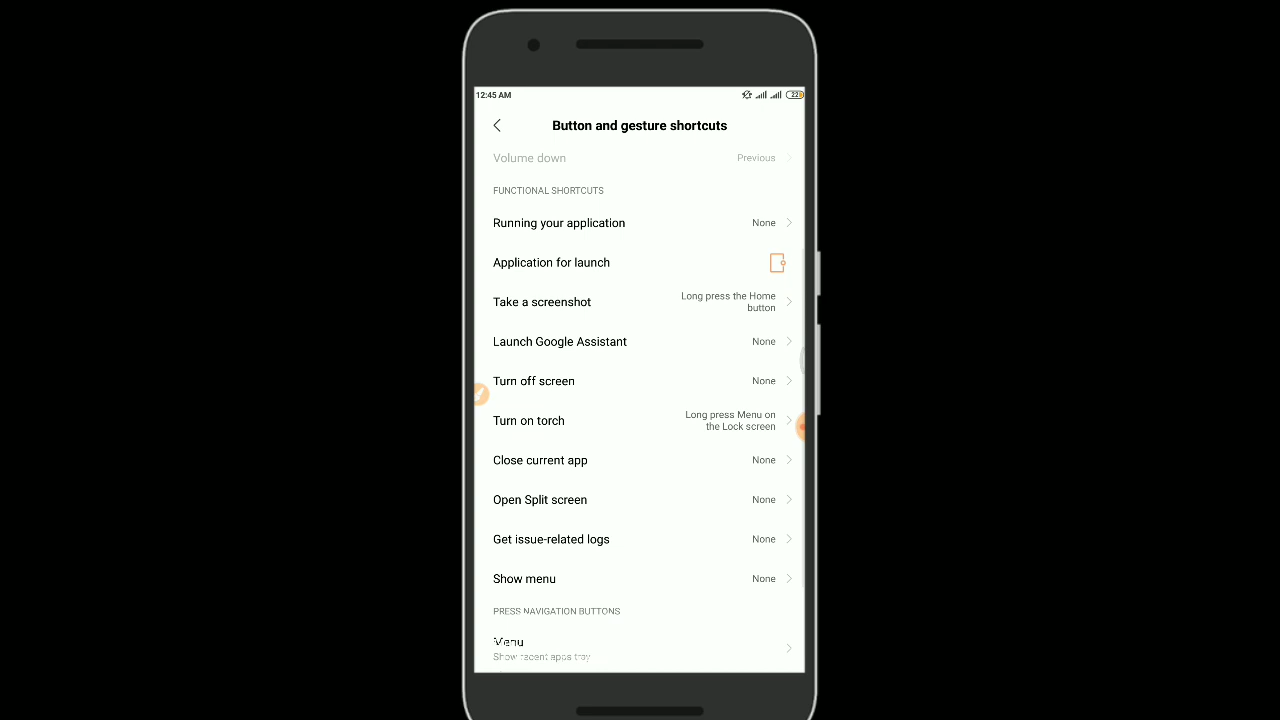 12:45 AM
22
Button and gesture shortcuts
Volume down Previous
FUNCTIONAL SHORTCUTS
Running your application None
Application for launch
Take a screenshot Long press the Home
button
Launch Google Assistant None
Turn off screen None
Turn on torch Long press Menu on
the Lock screen
Close current app None
Open Split screen None
Get issue-related logs None
Show menu None
PRESS NAVIGATION BUTTONS
Menu
Show recent apps tray